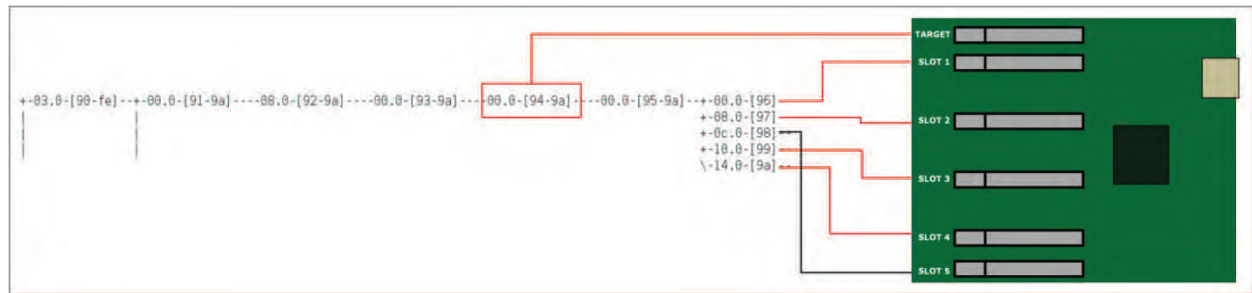 +-03.0-[90-fe]--+-00.0-[91-9a]----08.0-[92-9a]----00.0-[93-9a]----00.0-[94-9a]----00.0-[95-9a]--+-00.0-[96]--
+-08.0-[97]--
+-0c.0-[98]--
+-10.0-[99]--
\-14.0-[9a]--
TARGET
SLOT 1
SLOT 2
SLOT 3
SLOT 4
SLOT 5